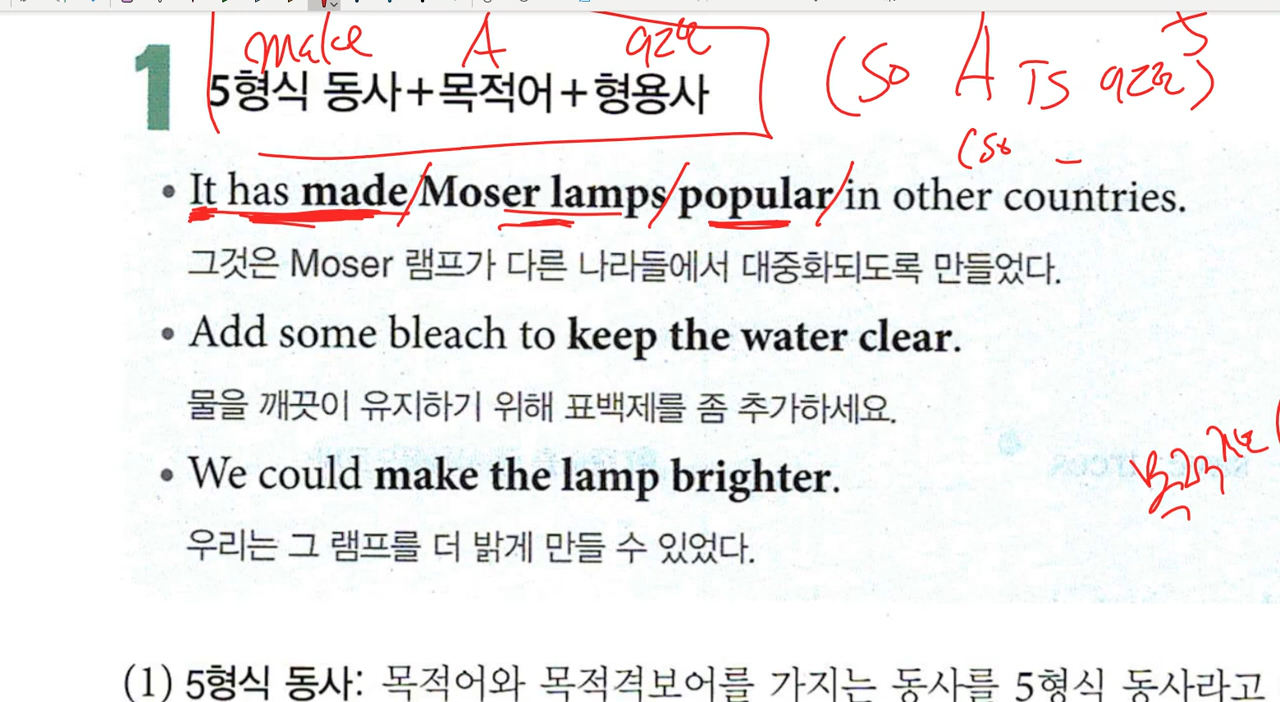 make A
(so A is
1
5형식 동사+목적어+형용사
(so
• It has made/Moser lamps/popular/in other countries.
그것은 Moser 램프가 다른 나라들에서 대중화되도록 만들었다.
• Add some bleach to keep the water clear.
물을 깨끗이 유지하기 위해 표백제를 좀 추가하세요.
• We could make the lamp brighter.
우리는 그 램프를 더 밝게 만들 수 있었다.
(1) 5형식 동사: 목적어와 목적격보어를 가지는 동사를 5형식 동사라고